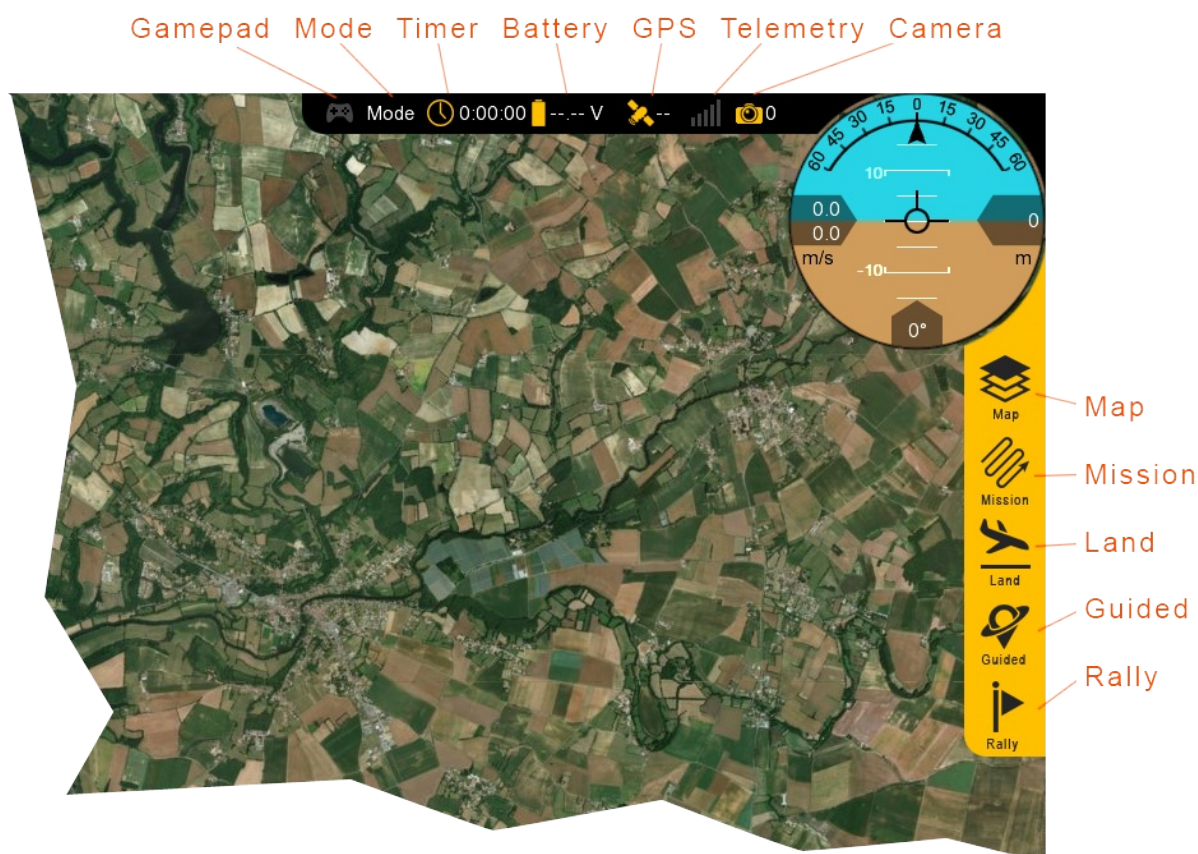 Gamepad Mode Timer Battery GPS Telemetry Camera
Mode 0:00:00 --.-- V -- 0
60 45 30 15 0 15 30 45 60
10
0.0 0
0.0
m/s m
-10
0°
Map
Map
Mission
Mission
Land
Land
Guided
Guided
Rally
Rally